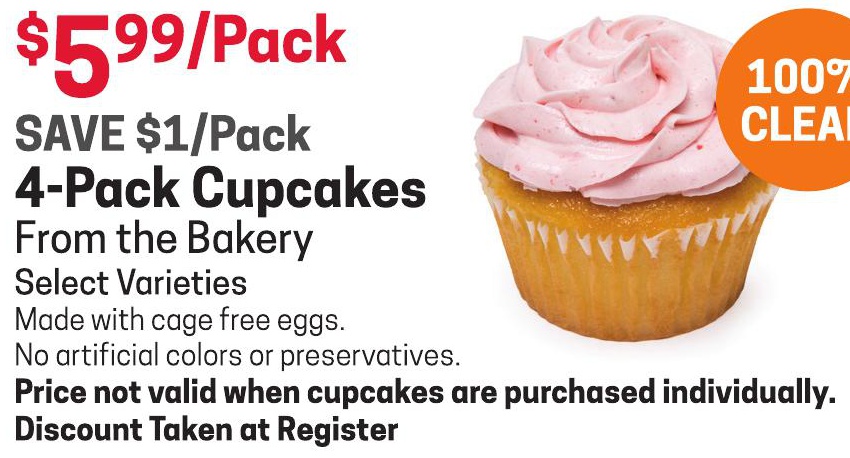 $5.99/Pack
SAVE $1/Pack
4-Pack Cupcakes
From the Bakery
Select Varieties
Made with cage free eggs.
No artificial colors or preservatives.
Price not valid when cupcakes are purchased individually.
Discount Taken at Register
100%